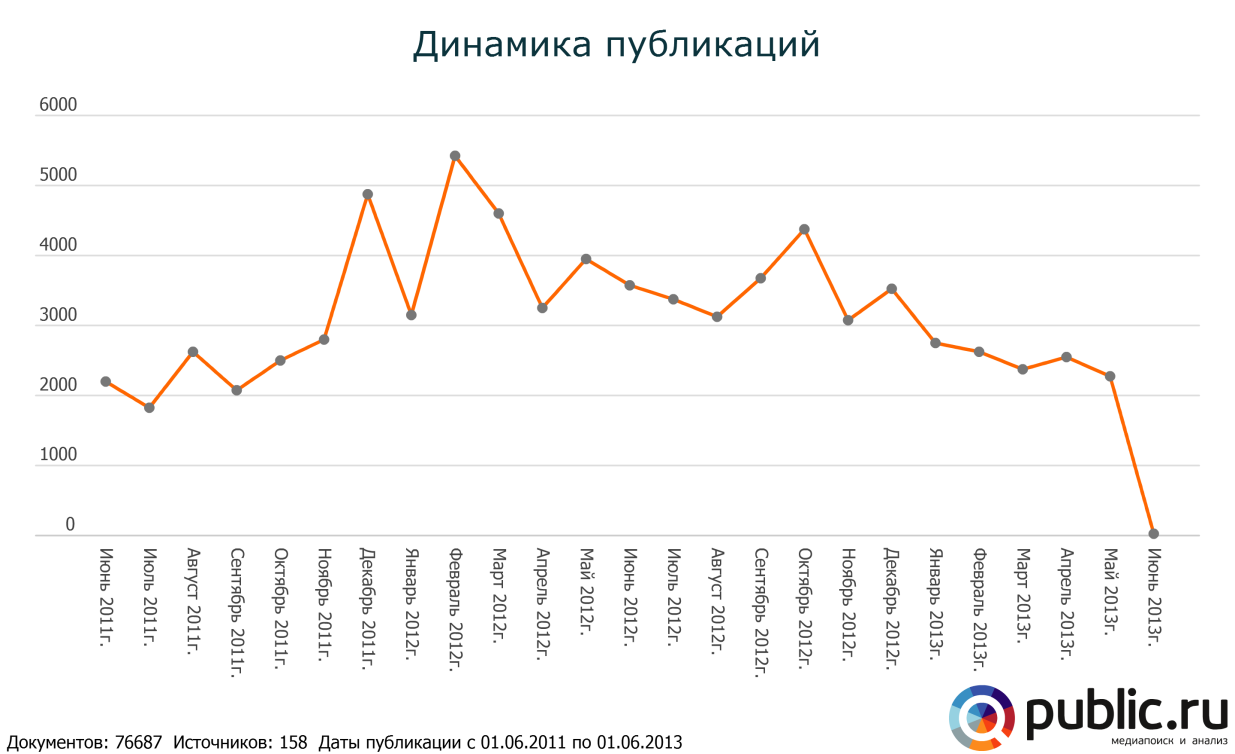 Динамика публикаций
6000
5000
4000
3000
2000
1000
0
Июнь 2011г.
Июль 2011г.
Август 2011г.
Сентябрь 2011г.
Октябрь 2011г.
Ноябрь 2011г.
Декабрь 2011г.
Январь 2012г.
Февраль 2012г.
Март 2012г.
Апрель 2012г.
Май 2012г.
Июнь 2012г.
Июль 2012г.
Август 2012г.
Сентябрь 2012г.
Октябрь 2012г.
Ноябрь 2012г.
Декабрь 2012г.
Январь 2013г.
Февраль 2013г.
Март 2013г.
Апрель 2013г.
Май 2013г.
Июнь 2013г.
public.ru
медиапоиск и анализ
Документов: 76687 Источников: 158 Даты публикации с 01.06.2011 по 01.06.2013